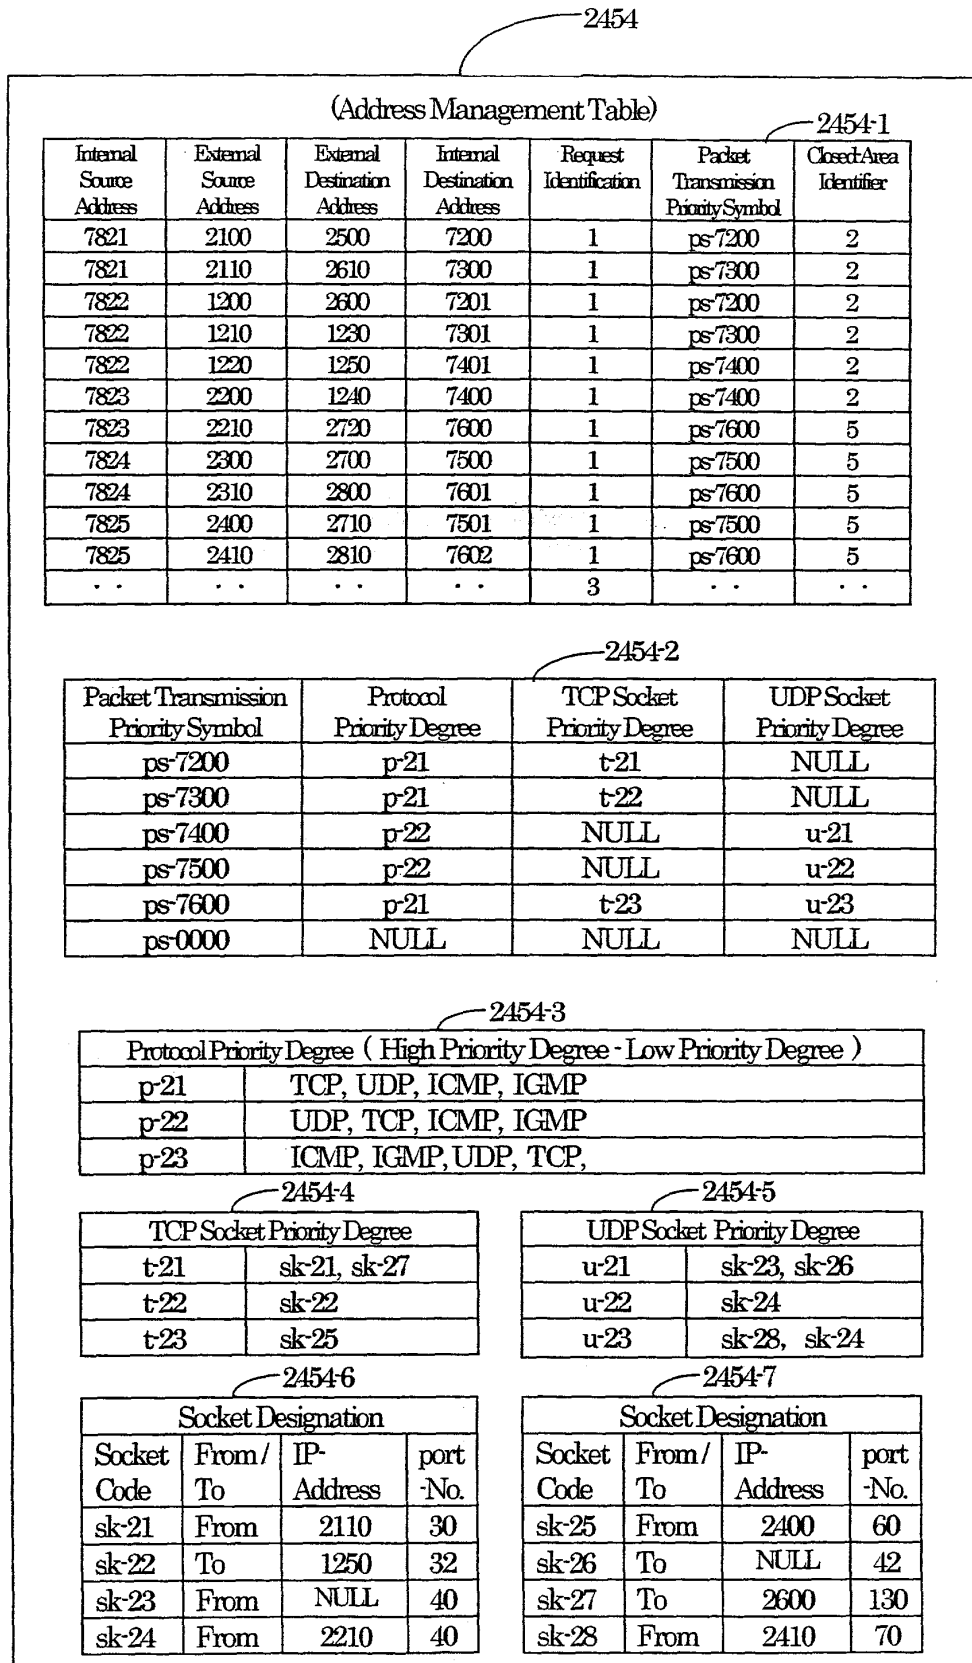 2454
(Address Management Table)
2454-1
Internal Source Address | External Source Address | External Destination Address | Internal Destination Address | Request Identification | Packet Transmission Priority Symbol | Closed-Area Identifier
7821 2100 2500 7200 1 ps-7200 2
7821 2110 2610 7300 1 ps-7300 2
7822 1200 2600 7201 1 ps-7200 2
7822 1210 1230 7301 1 ps-7300 2
7822 1220 1250 7401 1 ps-7400 2
7823 2200 1240 7400 1 ps-7400 2
7823 2210 2720 7600 1 ps-7600 5
7824 2300 2700 7500 1 ps-7500 5
7824 2310 2800 7601 1 ps-7600 5
7825 2400 2710 7501 1 ps-7500 5
7825 2410 2810 7602 1 ps-7600 5
. . . . . . . . 3 . . . .
2454-2
Packet Transmission Priority Symbol | Protocol Priority Degree | TCP Socket Priority Degree | UDP Socket Priority Degree
ps-7200 p-21 t-21 NULL
ps-7300 p-21 t-22 NULL
ps-7400 p-22 NULL u-21
ps-7500 p-22 NULL u-22
ps-7600 p-21 t-23 u-23
ps-0000 NULL NULL NULL
2454-3
Protocol Priority Degree ( High Priority Degree - Low Priority Degree )
p-21 TCP, UDP, ICMP, IGMP
p-22 UDP, TCP, ICMP, IGMP
p-23 ICMP, IGMP, UDP, TCP,
2454-4
TCP Socket Priority Degree
t-21 sk-21, sk-27
t-22 sk-22
t-23 sk-25
2454-5
UDP Socket Priority Degree
u-21 sk-23, sk-26
u-22 sk-24
u-23 sk-28, sk-24
2454-6
Socket Designation
Socket Code | From / To | IP-Address | port-No.
sk-21 From 2110 30
sk-22 To 1250 32
sk-23 From NULL 40
sk-24 From 2210 40
2454-7
Socket Designation
Socket Code | From / To | IP-Address | port-No.
sk-25 From 2400 60
sk-26 To NULL 42
sk-27 To 2600 130
sk-28 From 2410 70